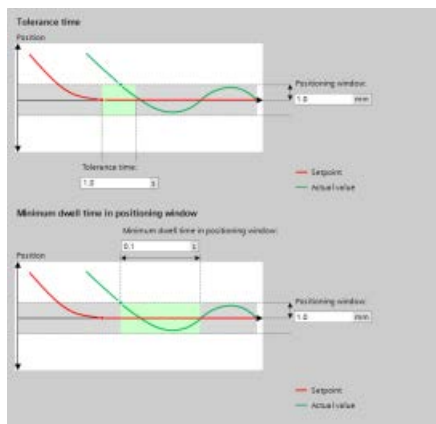 Tolerance time
Position
Positioning window:
1.0 mm
Tolerance time:
1.0 s
Setpoint
Actual value
Minimum dwell time in positioning window
Minimum dwell time in positioning window:
0.1 s
Position
Positioning window:
1.0 mm
Setpoint
Actual value